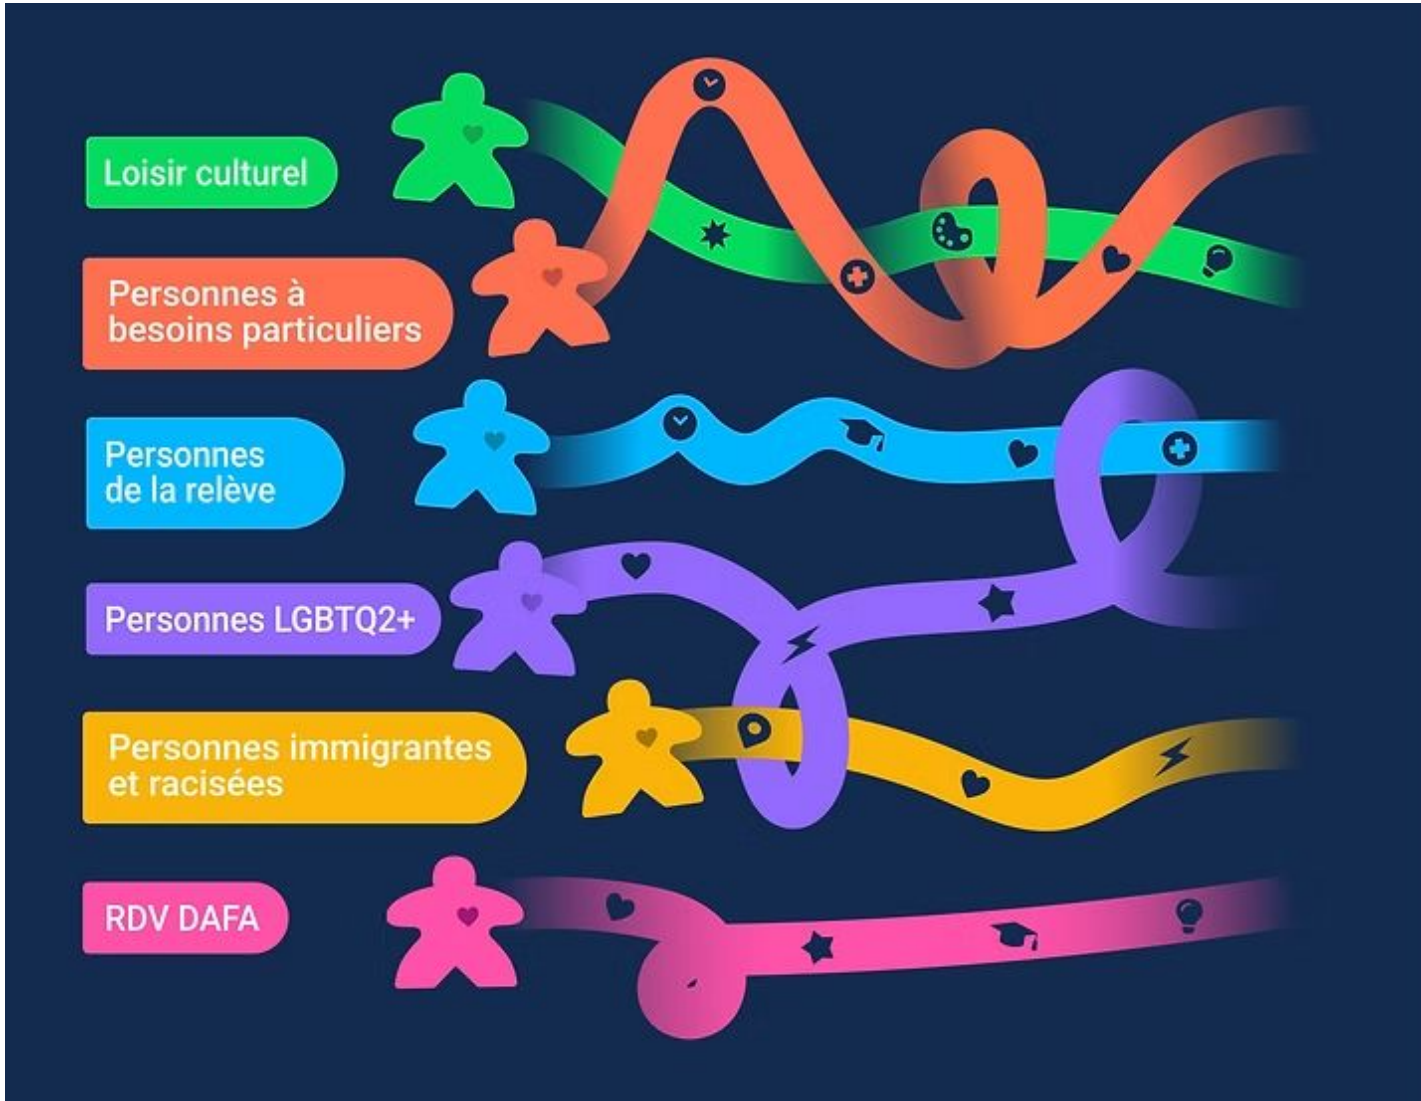 Loisir culturel
Personnes à
besoins particuliers
Personnes
de la relève
Personnes LGBTQ2+
Personnes immigrantes
et racisées
RDV DAFA